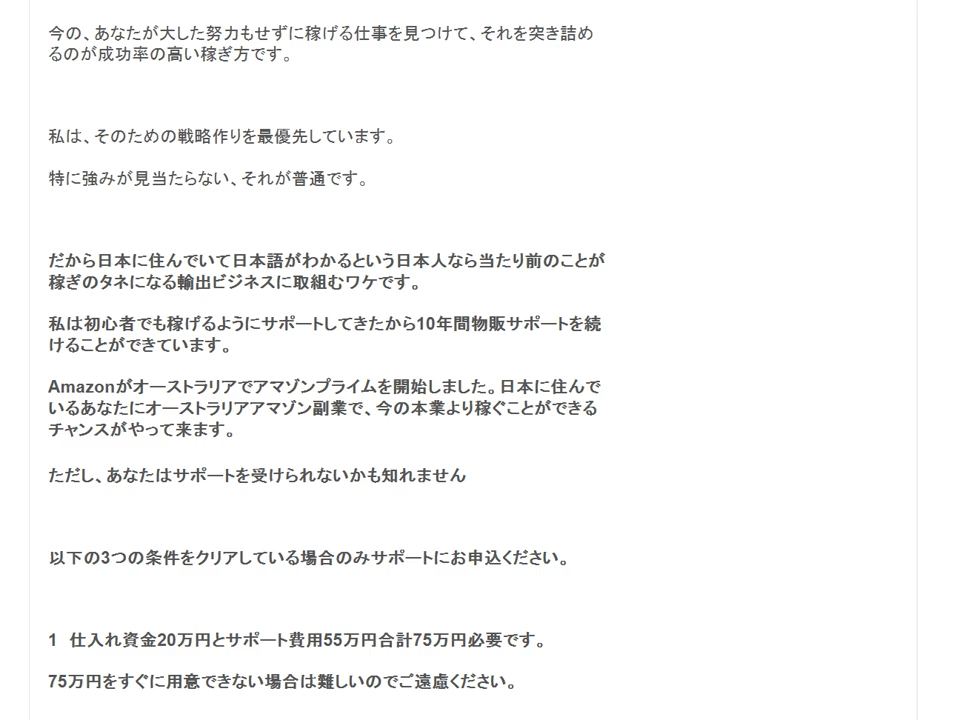 今の、あなたが大した努力もせずに稼げる仕事を見つけて、それを突き詰め
るのが成功率の高い稼ぎ方です。
私は、そのための戦略作りを最優先しています。
特に強みが見当たらない、それが普通です。
だから日本に住んでいて日本語がわかるという日本人なら当たり前のことが
稼ぎのタネになる輸出ビジネスに取組むワケです。
私は初心者でも稼げるようにサポートしてきたから10年間物販サポートを続
けることができています。
Amazonがオーストラリアでアマゾンプライムを開始しました。日本に住んで
いるあなたにオーストラリアアマゾン副業で、今の本業より稼ぐことができる
チャンスがやって来ます。
ただし、あなたはサポートを受けられないかも知れません
以下の3つの条件をクリアしている場合のみサポートにお申込ください。
1　仕入れ資金20万円とサポート費用55万円合計75万円必要です。
75万円をすぐに用意できない場合は難しいのでご遠慮ください。